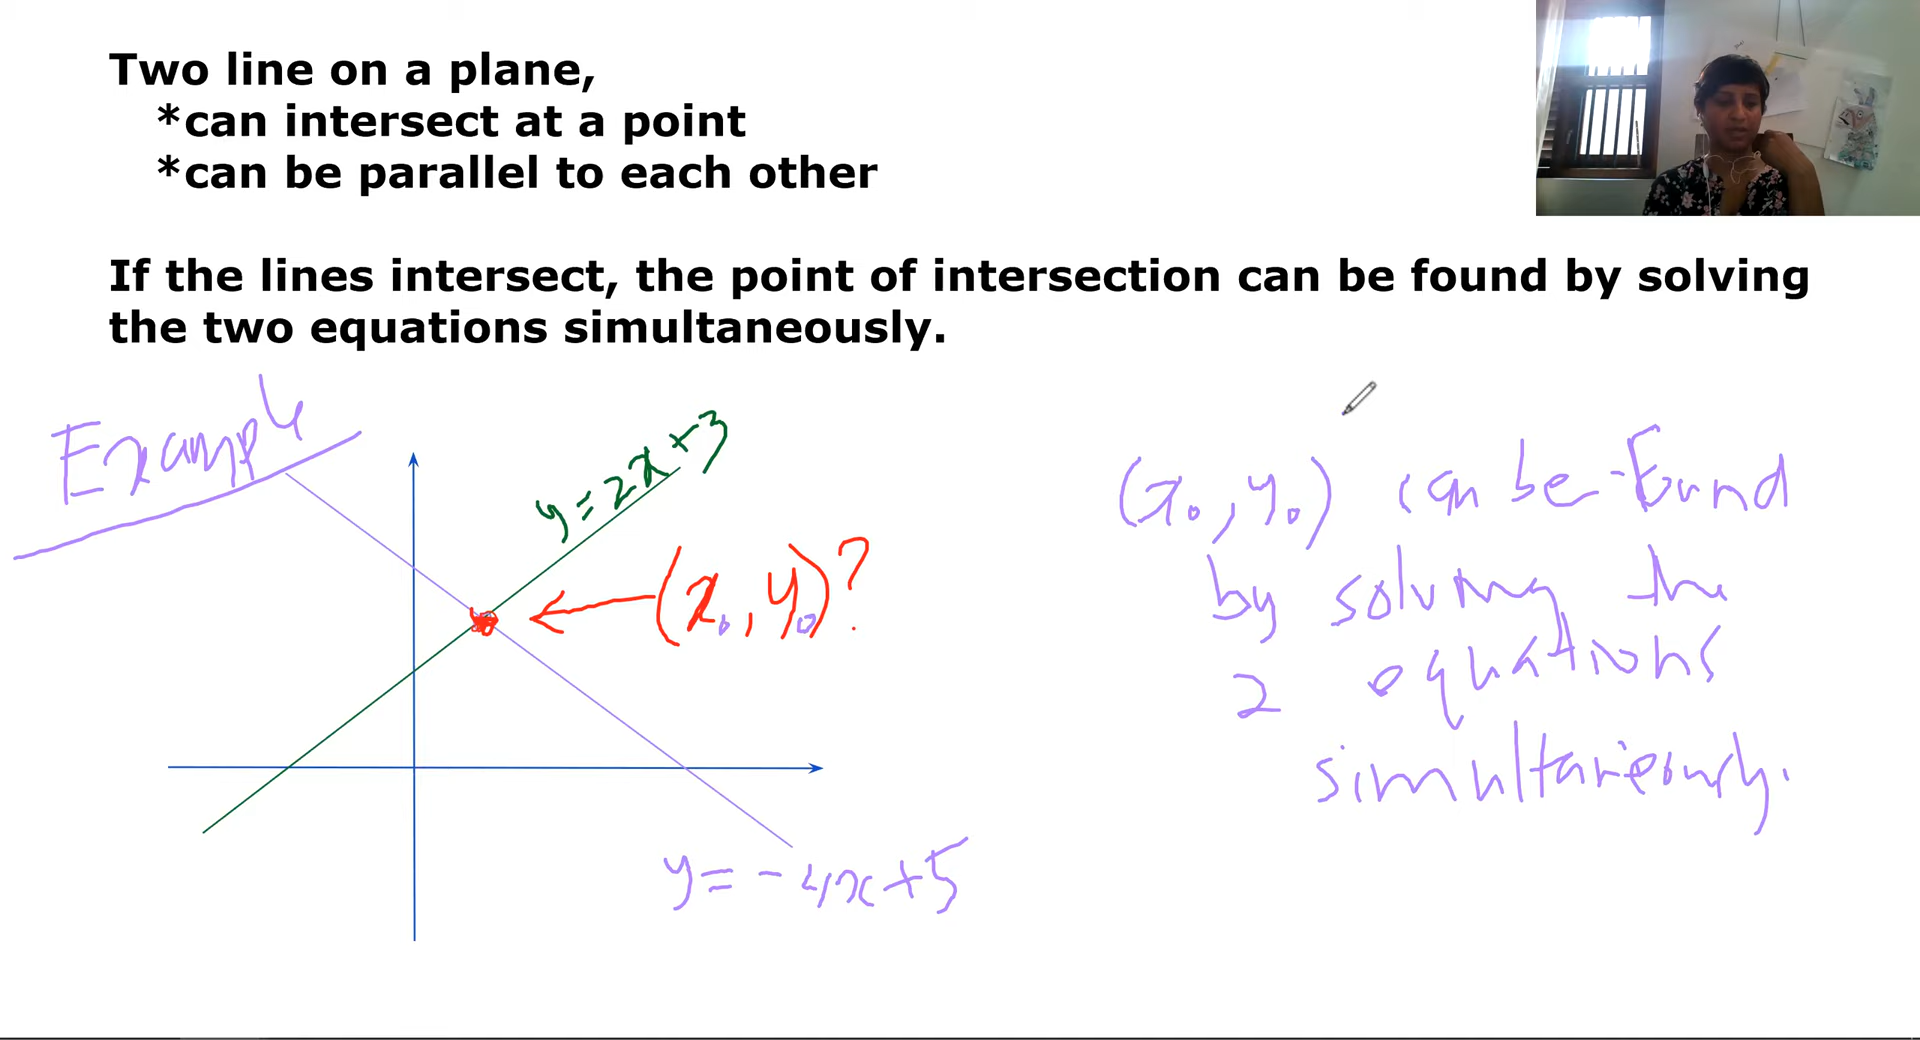 Two line on a plane,
*can intersect at a point
*can be parallel to each other
If the lines intersect, the point of intersection can be found by solving
the two equations simultaneously.
Example
y=2x+3
(x₀,y₀)?
y=-4x+5
(x₀,y₀) can be found
by solving the
2 equations
simultaneously.